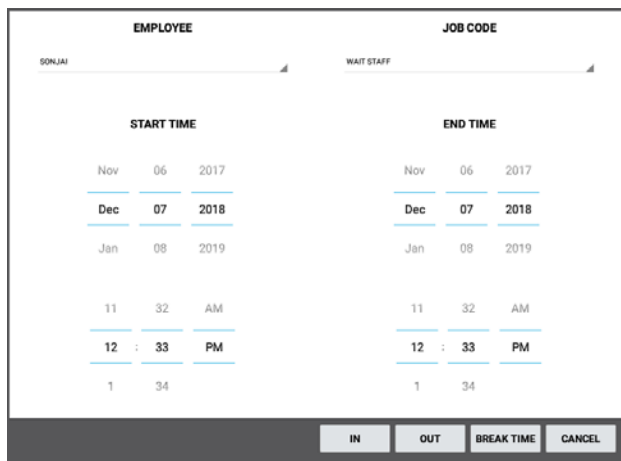 EMPLOYEE JOB CODE
SONJAI WAIT STAFF
START TIME END TIME
Nov 06 2017 Nov 06 2017
Dec 07 2018 Dec 07 2018
Jan 08 2019 Jan 08 2019
11 32 AM 11 32 AM
12 : 33 PM 12 : 33 PM
1 34 1 34
IN OUT BREAK TIME CANCEL